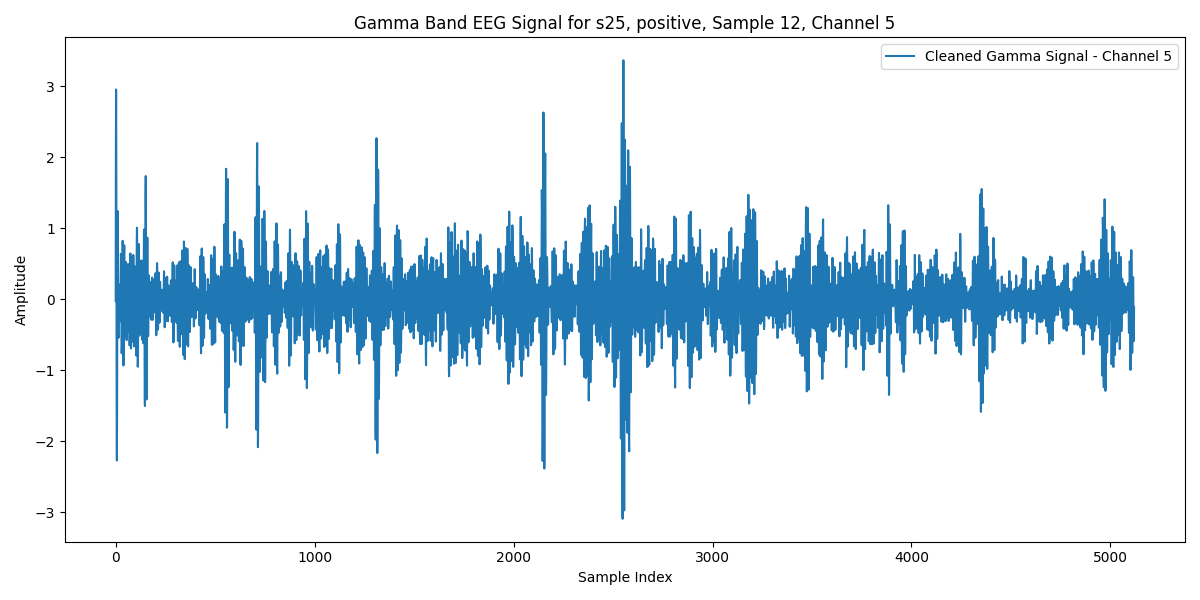 Gamma Band EEG Signal for s25, positive, Sample 12, Channel 5
Cleaned Gamma Signal - Channel 5
Amplitude
3
2
1
0
−1
−2
−3
0 1000 2000 3000 4000 5000
Sample Index